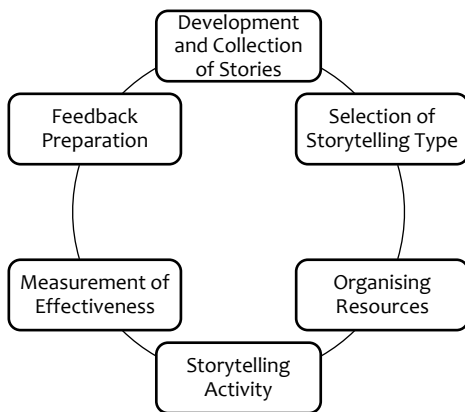 Development
and Collection
of Stories
Selection of
Storytelling Type
Organising
Resources
Storytelling
Activity
Measurement of
Effectiveness
Feedback
Preparation